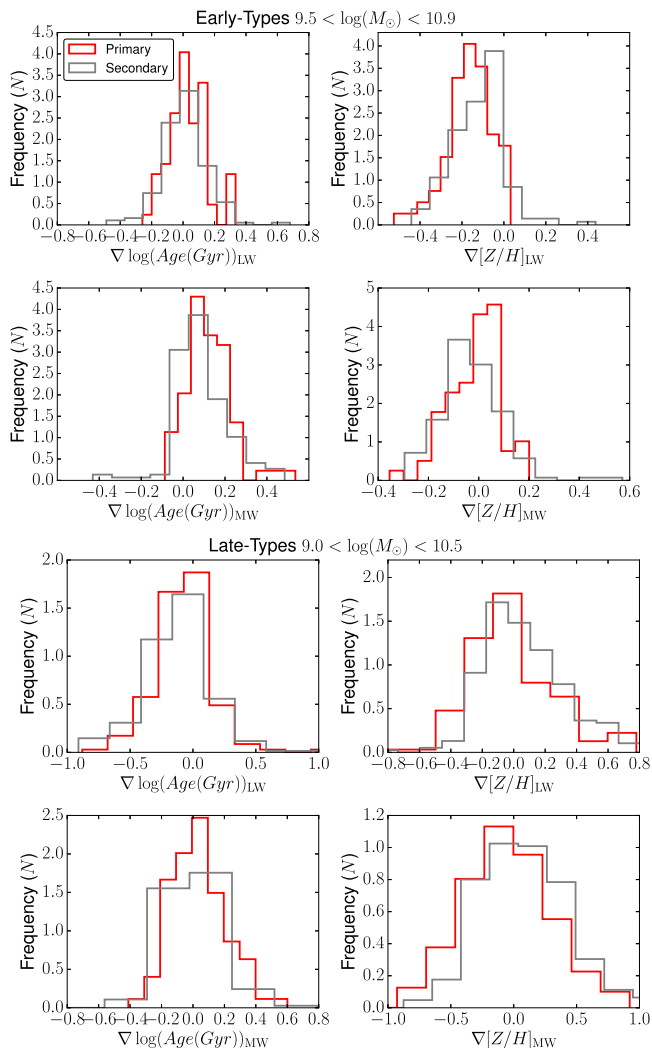 Early-Types 9.5 < log(M⊙) < 10.9
Primary
Secondary
Frequency (N)
4.5
4.0
3.5
3.0
2.5
2.0
1.5
1.0
0.5
0.0
−0.8−0.6−0.4−0.2 0.0 0.2 0.4 0.6 0.8
∇ log(Age(Gyr))LW
Frequency (N)
4.0
3.5
3.0
2.5
2.0
1.5
1.0
0.5
0.0
−0.4 −0.2 0.0 0.2 0.4
∇[Z/H]LW
Frequency (N)
4.5
4.0
3.5
3.0
2.5
2.0
1.5
1.0
0.5
0.0
−0.4 −0.2 0.0 0.2 0.4
∇ log(Age(Gyr))MW
Frequency (N)
5
4
3
2
1
0
−0.4 −0.2 0.0 0.2 0.4 0.6
∇[Z/H]MW
Late-Types 9.0 < log(M⊙) < 10.5
Frequency (N)
2.0
1.5
1.0
0.5
0.0
−1.0 −0.5 0.0 0.5 1.0
∇ log(Age(Gyr))LW
Frequency (N)
2.0
1.5
1.0
0.5
0.0
−0.8−0.6−0.4−0.2 0.0 0.2 0.4 0.6 0.8
∇[Z/H]LW
Frequency (N)
2.5
2.0
1.5
1.0
0.5
0.0
−0.8−0.6−0.4−0.2 0.0 0.2 0.4 0.6 0.8
∇ log(Age(Gyr))MW
Frequency (N)
1.2
1.0
0.8
0.6
0.4
0.2
0.0
−1.0 −0.5 0.0 0.5 1.0
∇[Z/H]MW